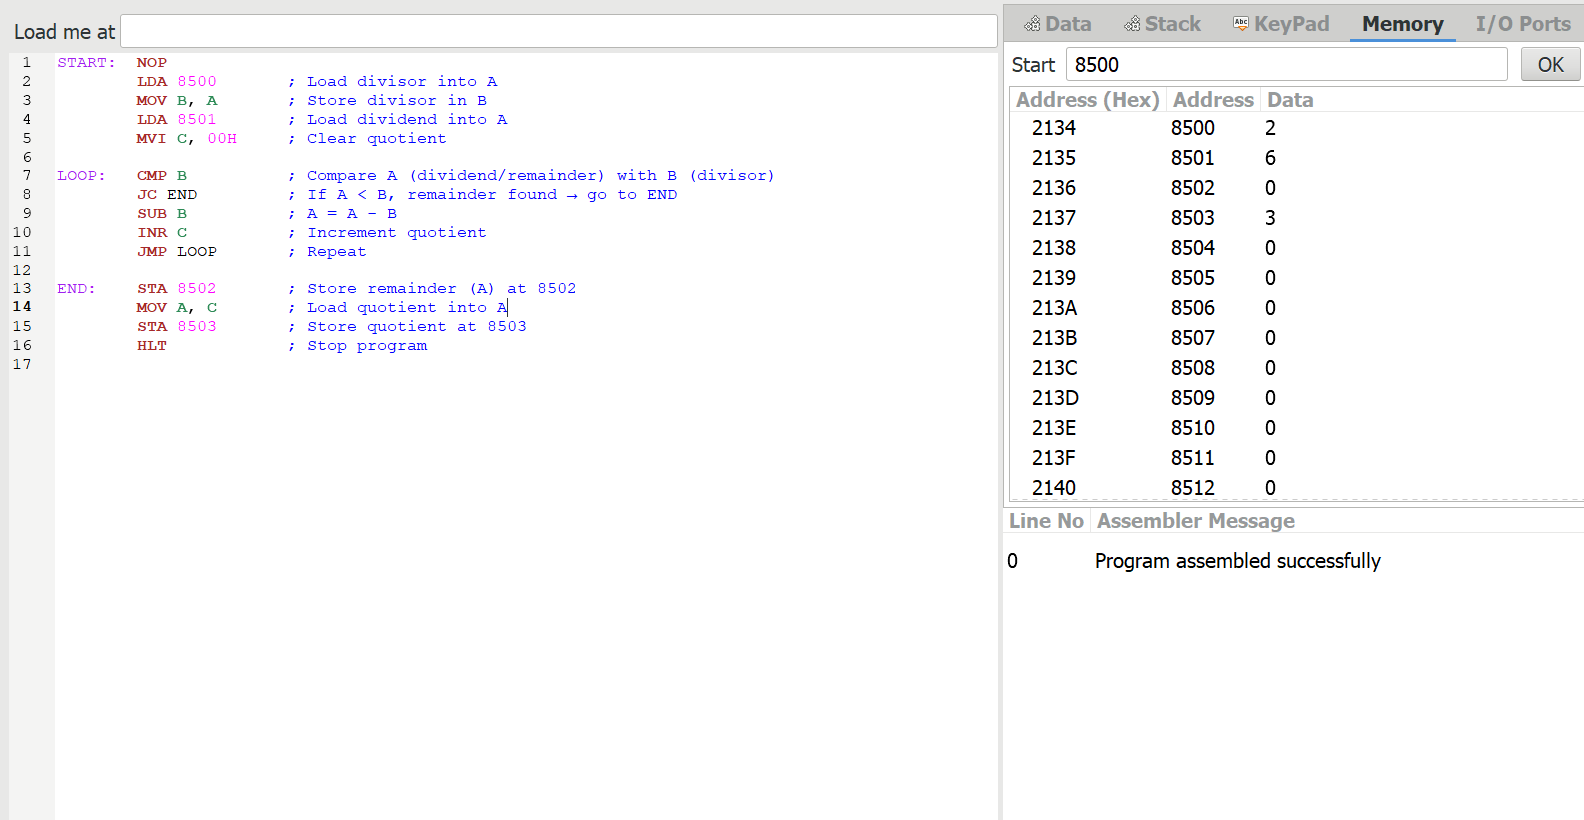 Load me at
1 START: NOP
2 LDA 8500 ; Load divisor into A
3 MOV B, A ; Store divisor in B
4 LDA 8501 ; Load dividend into A
5 MVI C, 00H ; Clear quotient
6
7 LOOP: CMP B ; Compare A (dividend/remainder) with B (divisor)
8 JC END ; If A < B, remainder found → go to END
9 SUB B ; A = A - B
10 INR C ; Increment quotient
11 JMP LOOP ; Repeat
12
13 END: STA 8502 ; Store remainder (A) at 8502
14 MOV A, C ; Load quotient into A
15 STA 8503 ; Store quotient at 8503
16 HLT ; Stop program
17
Data Stack Abc KeyPad Memory I/O Ports
Start 8500 OK
Address (Hex) Address Data
2134 8500 2
2135 8501 6
2136 8502 0
2137 8503 3
2138 8504 0
2139 8505 0
213A 8506 0
213B 8507 0
213C 8508 0
213D 8509 0
213E 8510 0
213F 8511 0
2140 8512 0
Line No Assembler Message
0 Program assembled successfully